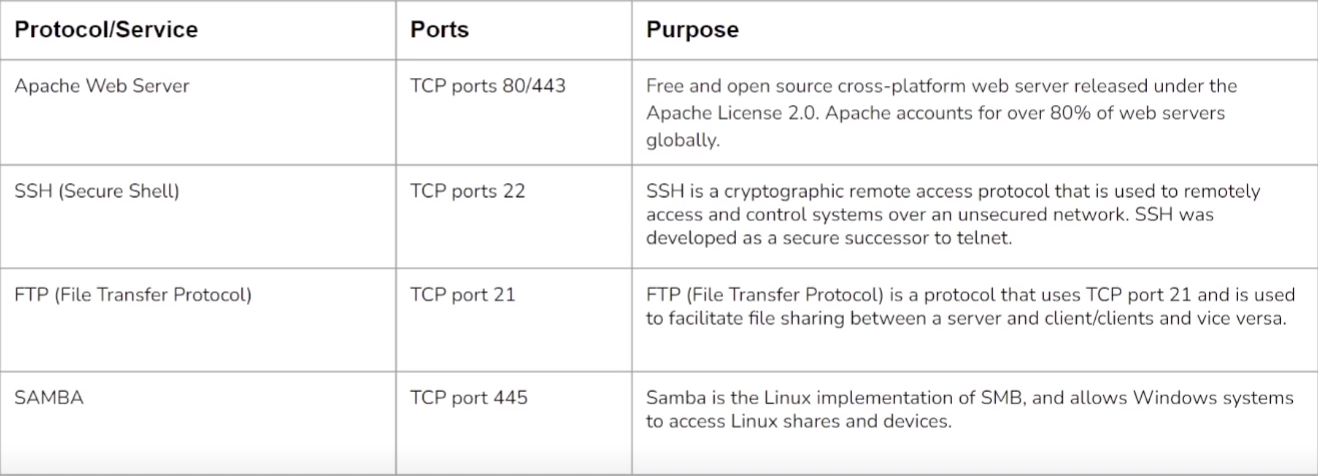 Protocol/Service Ports Purpose
Apache Web Server TCP ports 80/443 Free and open source cross-platform web server released under the
Apache License 2.0. Apache accounts for over 80% of web servers
globally.
SSH (Secure Shell) TCP ports 22 SSH is a cryptographic remote access protocol that is used to remotely
access and control systems over an unsecured network. SSH was
developed as a secure successor to telnet.
FTP (File Transfer Protocol) TCP port 21 FTP (File Transfer Protocol) is a protocol that uses TCP port 21 and is used
to facilitate file sharing between a server and client/clients and vice versa.
SAMBA TCP port 445 Samba is the Linux implementation of SMB, and allows Windows systems
to access Linux shares and devices.